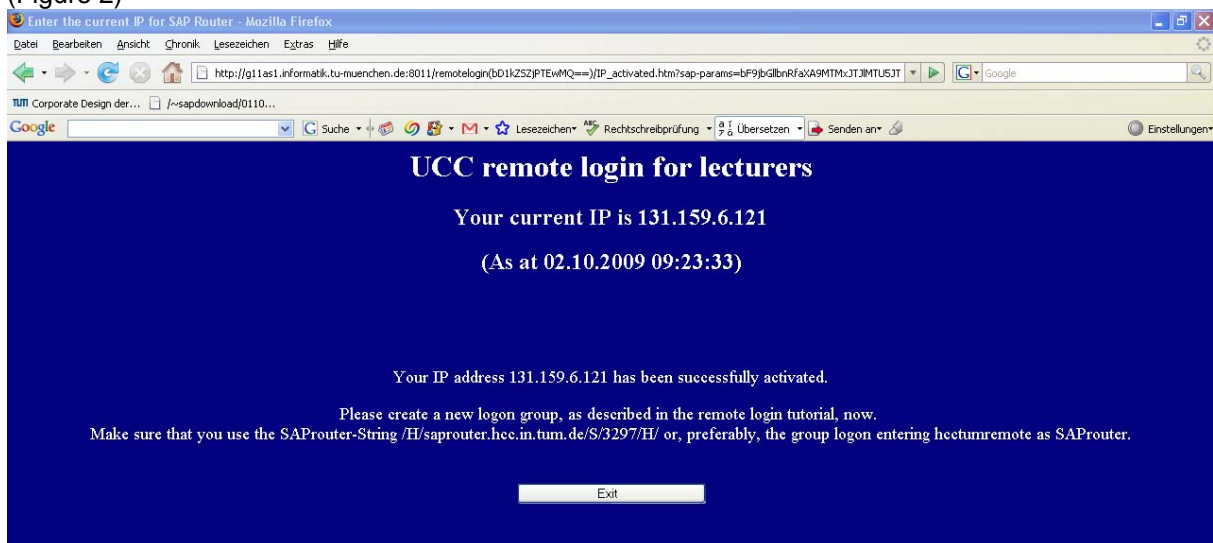 (Figure 2)
Enter the current IP for SAP Router - Mozilla Firefox
Datei Bearbeiten Ansicht Chronik Lesezeichen Extras Hilfe
http://g11as1.informatik.tu-muenchen.de:8011/remotelogin(bD1kZSZjPTEwMQ==)/IP_activated.htm?sap-params=bF9jbGllbnRfaXA9MTMxJTJlMTU5JT
G Google
TUM Corporate Design der... /~sapdownload/0110...
Google G Suche Lesezeichen Rechtschreibprüfung Übersetzen Senden an Einstellungen
UCC remote login for lecturers
Your current IP is 131.159.6.121
(As at 02.10.2009 09:23:33)
Your IP address 131.159.6.121 has been successfully activated.
Please create a new logon group, as described in the remote login tutorial, now.
Make sure that you use the SAProuter-String /H/saprouter.hcc.in.tum.de/S/3297/H/ or, preferably, the group logon entering hcctumremote as SAProuter.
Exit